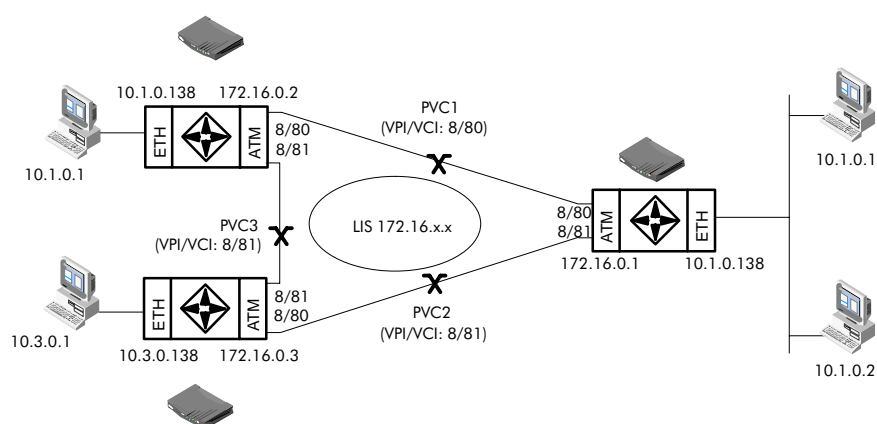 10.1.0.138
172.16.0.2
ETH
ATM
8/80
8/81
10.1.0.1
PVC1
(VPI/VCI: 8/80)
PVC3
(VPI/VCI: 8/81)
LIS 172.16.x.x
8/80
8/81
ATM
ETH
172.16.0.1
10.1.0.138
10.1.0.1
ETH
ATM
8/81
8/80
10.3.0.1
10.3.0.138
172.16.0.3
PVC2
(VPI/VCI: 8/81)
10.1.0.2